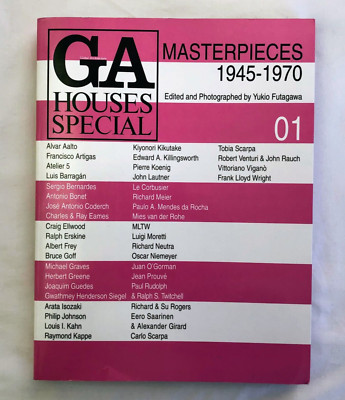 GA
HOUSES
SPECIAL
MASTERPIECES
1945-1970
Edited and Photographed by Yukio Futagawa
01
Alvar Aalto
Francisco Artigas
Atelier 5
Luis Barragán
Sergio Bernardes
Antonio Bonet
José Antonio Coderch
Charles & Ray Eames
Craig Ellwood
Ralph Erskine
Albert Frey
Bruce Goff
Michael Graves
Herbert Greene
Joaquim Guedes
Gwathmey Henderson Siegel
Arata Isozaki
Philip Johnson
Louis I. Kahn
Raymond Kappe
Kiyonori Kikutake
Edward A. Killingsworth
Pierre Koenig
John Lautner
Le Corbusier
Richard Meier
Paulo A. Mendes da Rocha
Mies van der Rohe
MLTW
Luigi Moretti
Richard Neutra
Oscar Niemeyer
Juan O'Gorman
Jean Prouvé
Paul Rudolph
& Ralph S. Twitchell
Richard & Su Rogers
Eero Saarinen
& Alexander Girard
Carlo Scarpa
Tobia Scarpa
Robert Venturi & John Rauch
Vittoriano Viganò
Frank Lloyd Wright